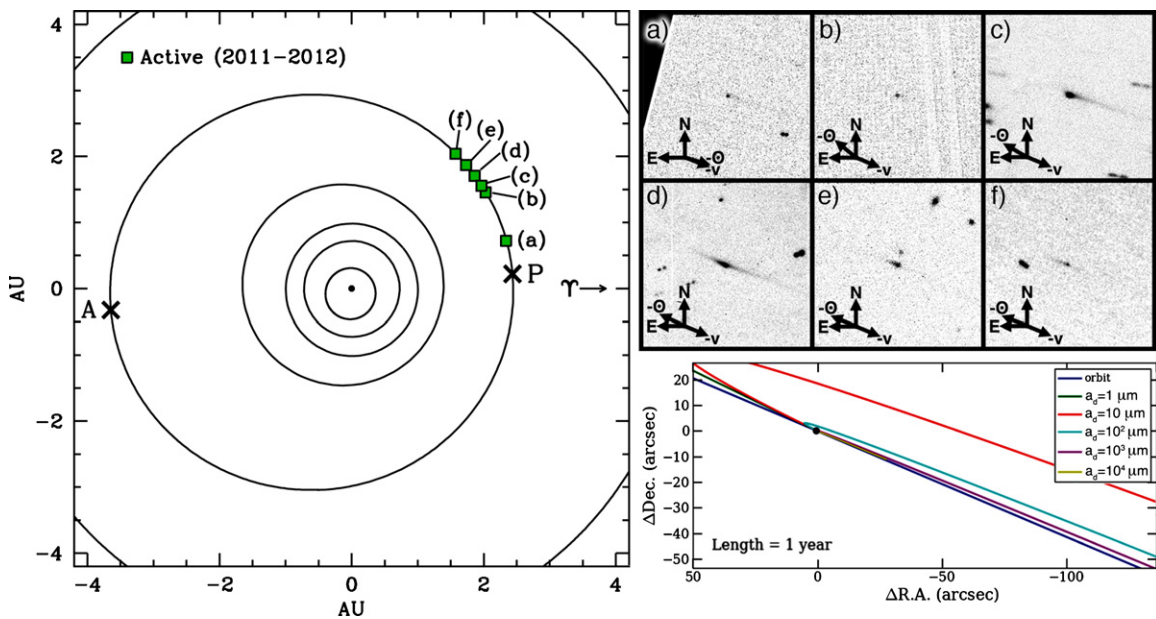 4
2
0
-2
-4
AU
-4
-2
0
2
4
AU
Active (2011-2012)
(f)
(e)
(d)
(c)
(b)
(a)
A
P
♈→
a)
N
E
-⊙
-v
b)
-⊙
N
E
-v
c)
-⊙
N
E
-v
d)
-⊙
N
E
-v
e)
-⊙
N
E
-v
f)
-⊙
N
E
-v
20
10
0
-10
-20
-30
-40
-50
ΔDec. (arcsec)
orbit
a_d=1 μm
a_d=10 μm
a_d=10² μm
a_d=10³ μm
a_d=10⁴ μm
Length = 1 year
50
0
-50
-100
ΔR.A. (arcsec)